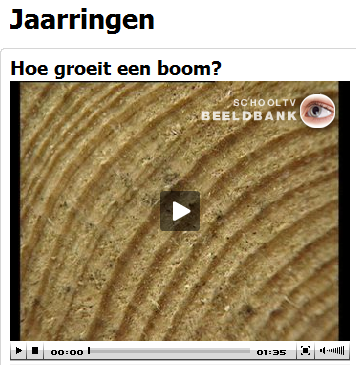 Jaarringen
Hoe groeit een boom?
SCHOOLTV
BEELDBANK
00:00 01:35